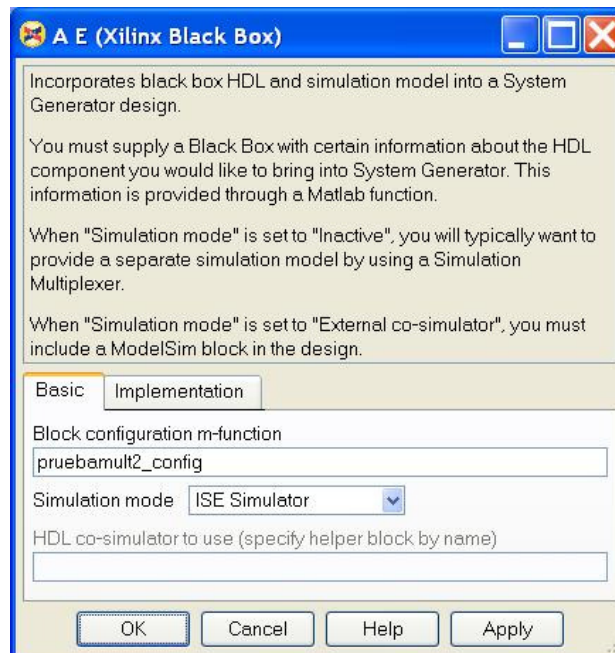 A E (Xilinx Black Box)
Incorporates black box HDL and simulation model into a System
Generator design.
You must supply a Black Box with certain information about the HDL
component you would like to bring into System Generator. This
information is provided through a Matlab function.
When "Simulation mode" is set to "Inactive", you will typically want to
provide a separate simulation model by using a Simulation
Multiplexer.
When "Simulation mode" is set to "External co-simulator", you must
include a ModelSim block in the design.
Basic Implementation
Block configuration m-function
pruebamult2_config
Simulation mode ISE Simulator
HDL co-simulator to use (specify helper block by name)
OK Cancel Help Apply